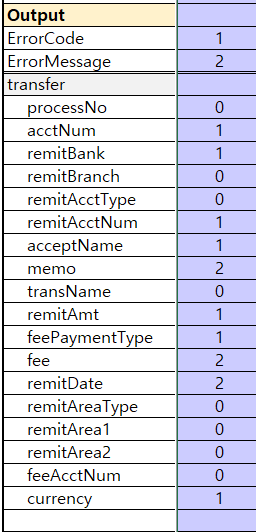 Output
ErrorCode 1
ErrorMessage 2
transfer
processNo 0
acctNum 1
remitBank 1
remitBranch 0
remitAcctType 0
remitAcctNum 1
acceptName 1
memo 2
transName 0
remitAmt 1
feePaymentType 1
fee 2
remitDate 2
remitAreaType 0
remitArea1 0
remitArea2 0
feeAcctNum 0
currency 1